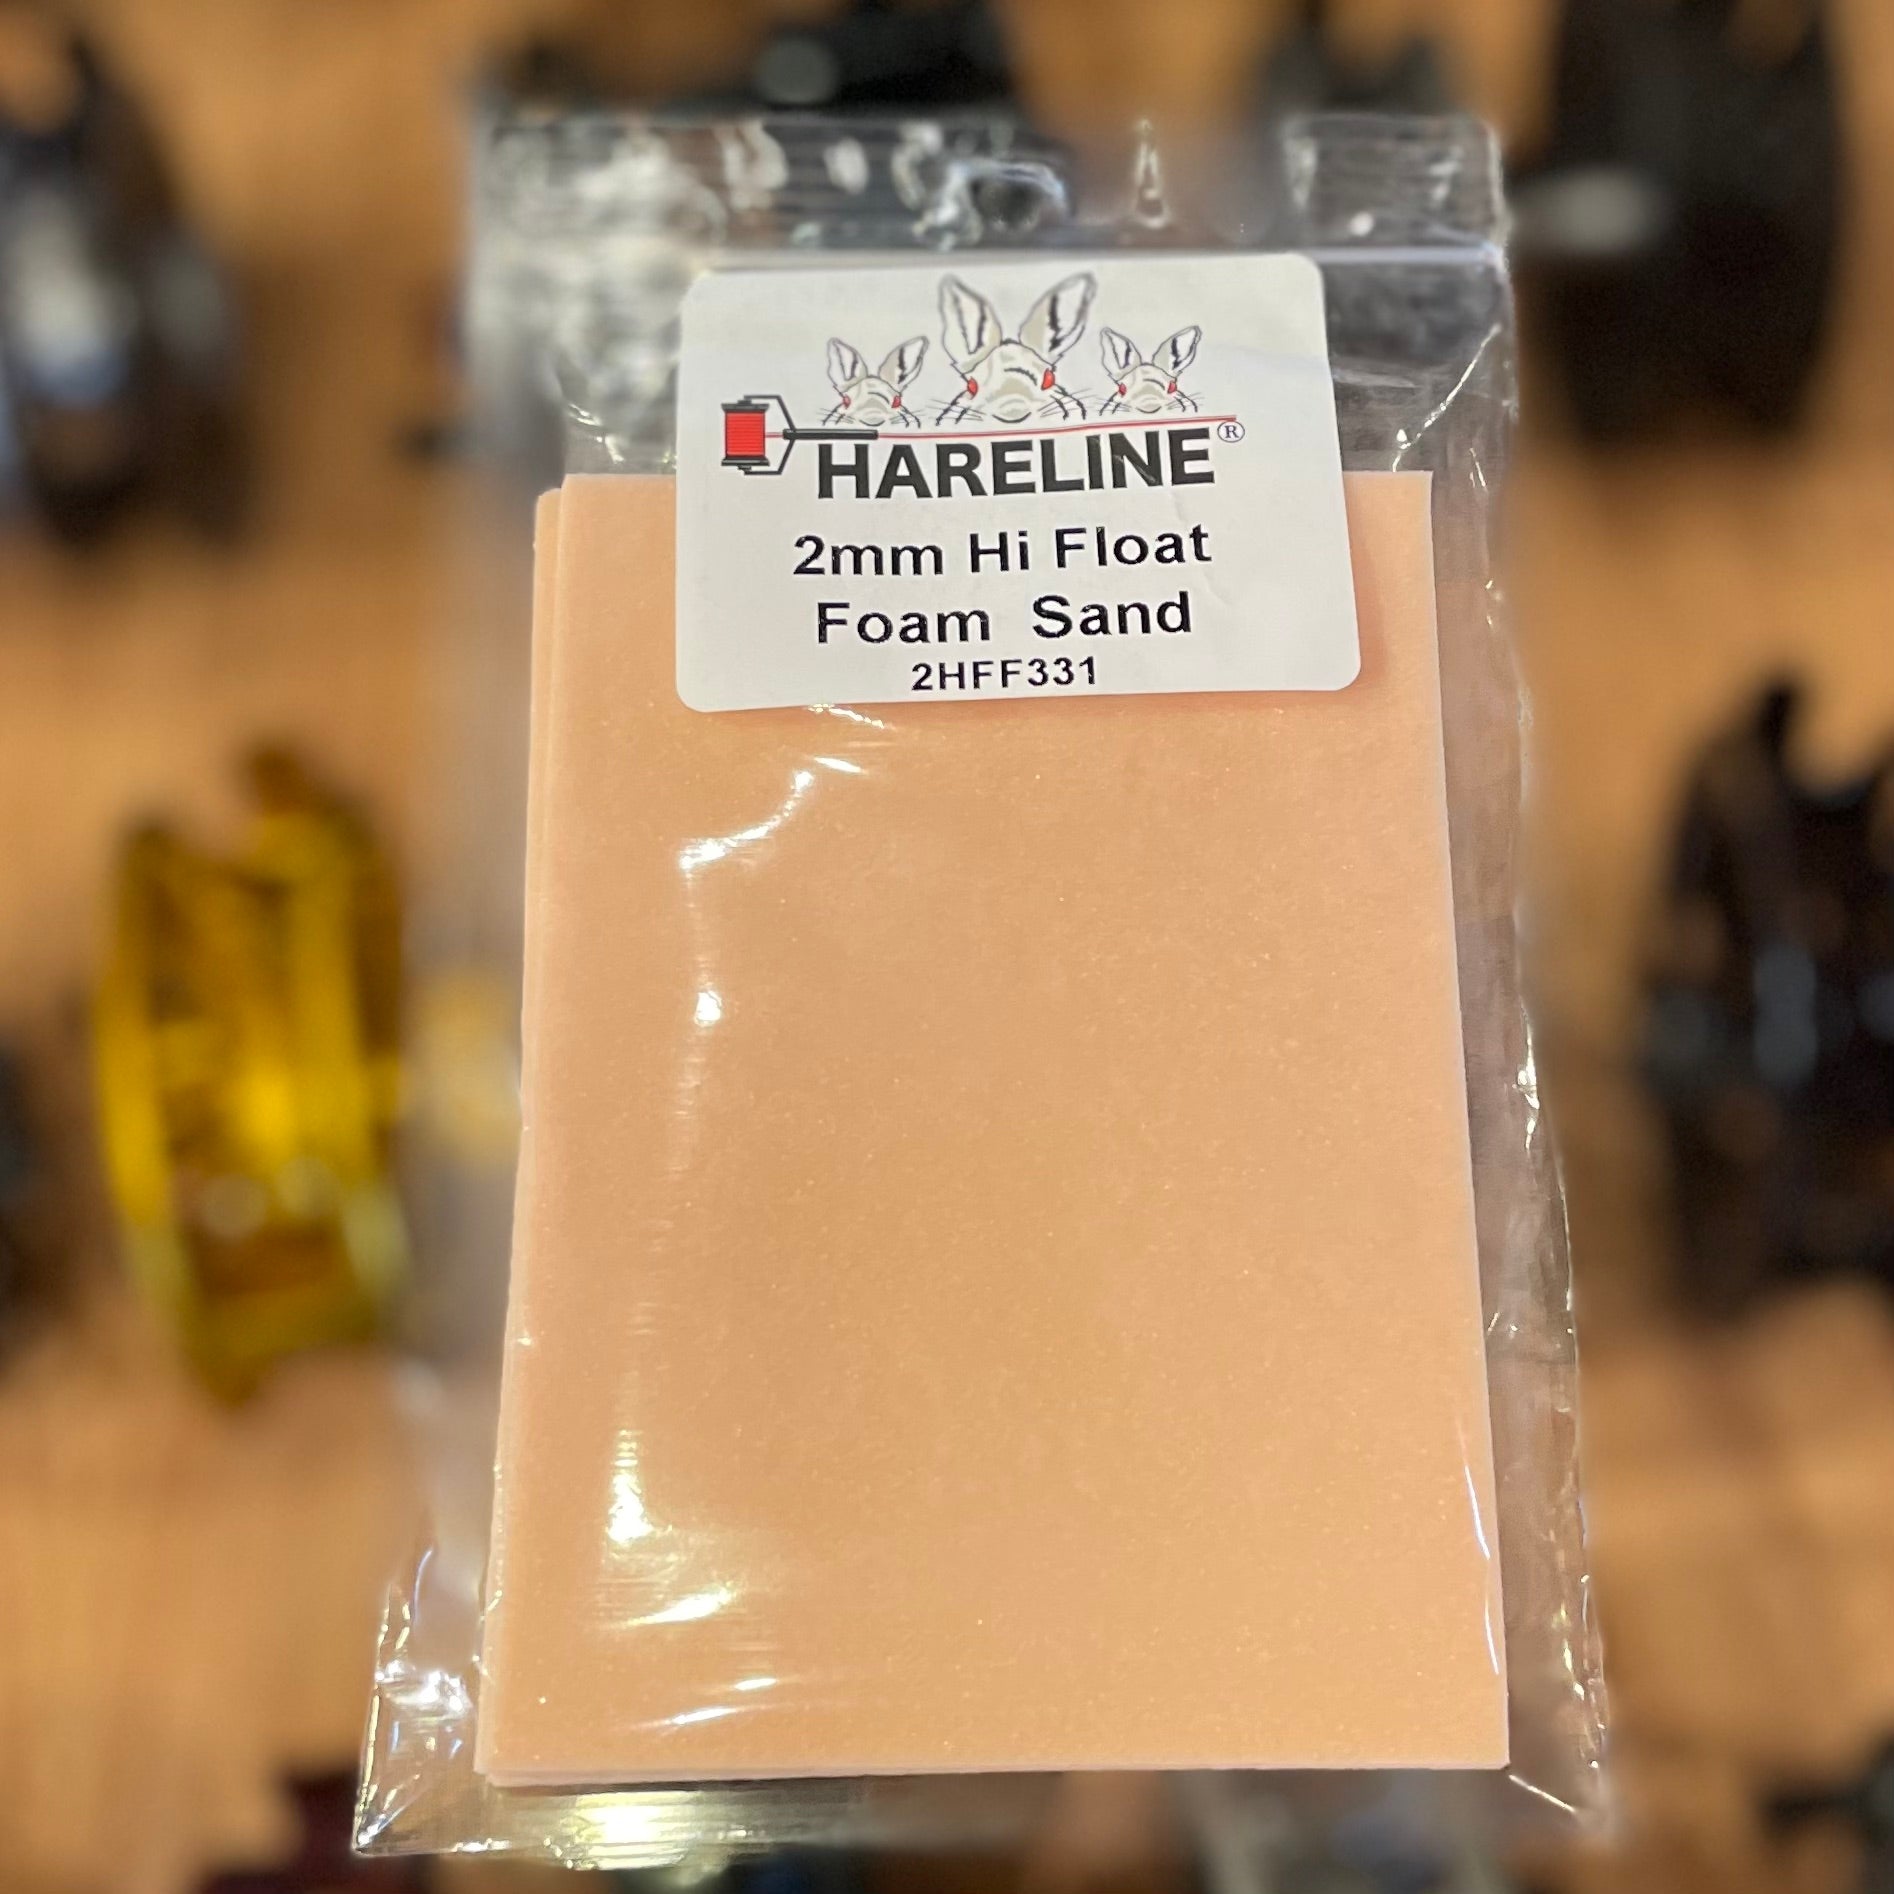 HARELINE®
2mm Hi Float
Foam Sand
2HFF331